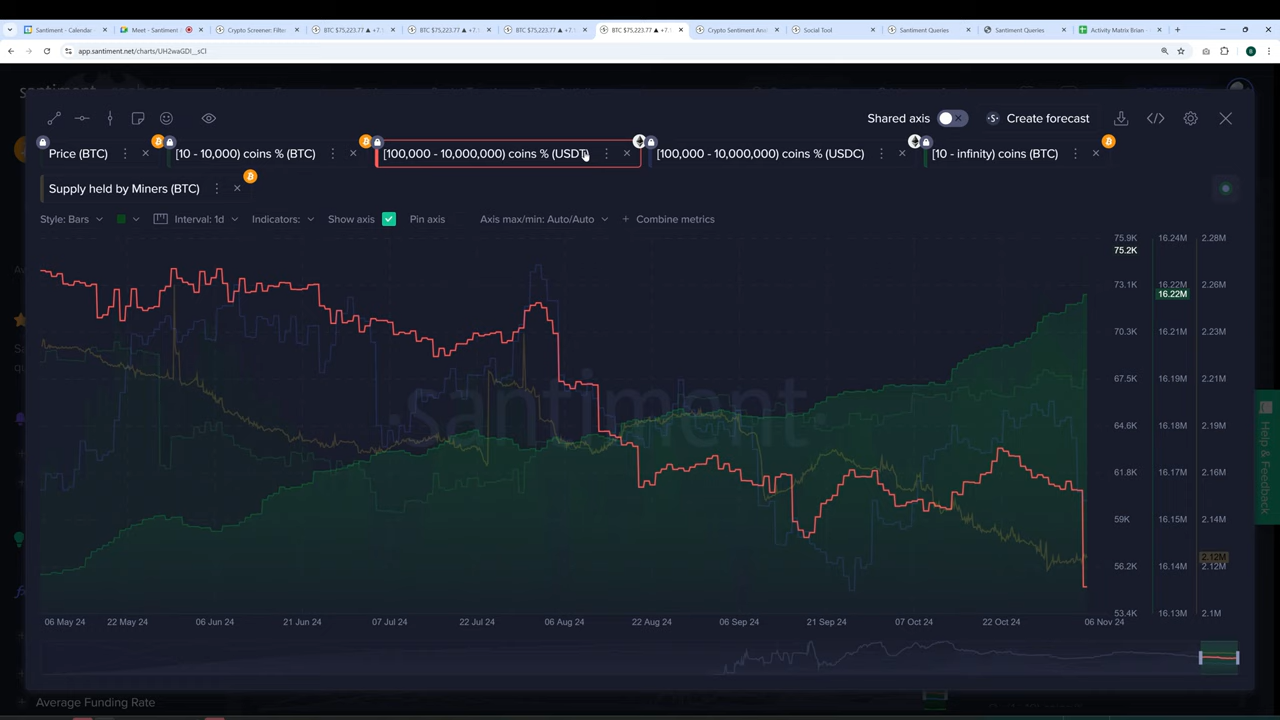 Santiment - Calendar
Meet - Santiment
Crypto Screener: Filter
BTC $75,223.77 ▲ +7.
BTC $75,223.77 ▲ +7.
BTC $75,223.77 ▲ +7.
BTC $75,223.77 ▲ +7.
Crypto Sentiment An
Social Tool
Santiment Queries
Santiment Queries
Activity Matrix Brian
app.santiment.net/charts/UH2waGDI_sCl
Shared axis
Create forecast
Price (BTC)
[10 - 10,000) coins % (BTC)
[100,000 - 10,000,000) coins % (USDT)
[100,000 - 10,000,000) coins % (USDC)
[10 - infinity) coins (BTC)
Supply held by Miners (BTC)
Style: Bars
Interval: 1d
Indicators:
Show axis
Pin axis
Axis max/min: Auto/Auto
+ Combine metrics
75.9K 16.24M 2.28M
75.2K
73.1K 16.22M 2.26M
16.22M
70.3K 16.21M 2.23M
67.5K 16.19M 2.21M
64.6K 16.18M 2.19M
61.8K 16.17M 2.16M
59K 16.15M 2.14M
2.12M
56.2K 16.14M 2.12M
53.4K 16.13M 2.1M
·santiment·
06 May 24 22 May 24 06 Jun 24 21 Jun 24 07 Jul 24 22 Jul 24 06 Aug 24 22 Aug 24 06 Sep 24 21 Sep 24 07 Oct 24 22 Oct 24 06 Nov 24
Help & Feedback
+ Average Funding Rate